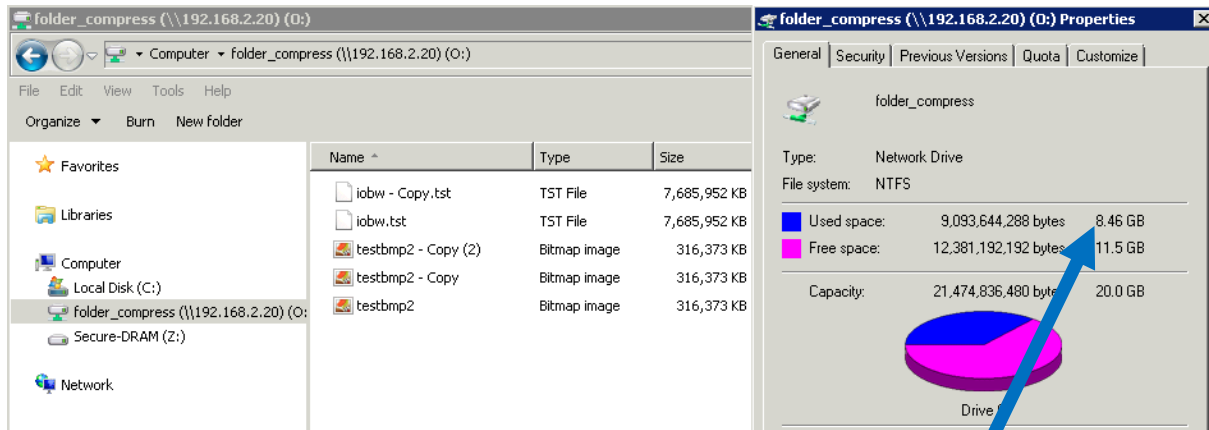 folder_compress (\\192.168.2.20) (O:)
Computer folder_compress (\\192.168.2.20) (O:)
File Edit View Tools Help
Organize Burn New folder
Favorites
Libraries
Computer
Local Disk (C:)
folder_compress (\\192.168.2.20) (O:
Secure-DRAM (Z:)
Network
Name Type Size
iobw - Copy.tst TST File 7,685,952 KB
iobw.tst TST File 7,685,952 KB
testbmp2 - Copy (2) Bitmap image 316,373 KB
testbmp2 - Copy Bitmap image 316,373 KB
testbmp2 Bitmap image 316,373 KB
folder_compress (\\192.168.2.20) (O:) Properties
General Security Previous Versions Quota Customize
folder_compress
Type: Network Drive
File system: NTFS
Used space: 9,093,644,288 bytes 8.46 GB
Free space: 12,381,192,192 bytes 11.5 GB
Capacity: 21,474,836,480 bytes 20.0 GB
Drive